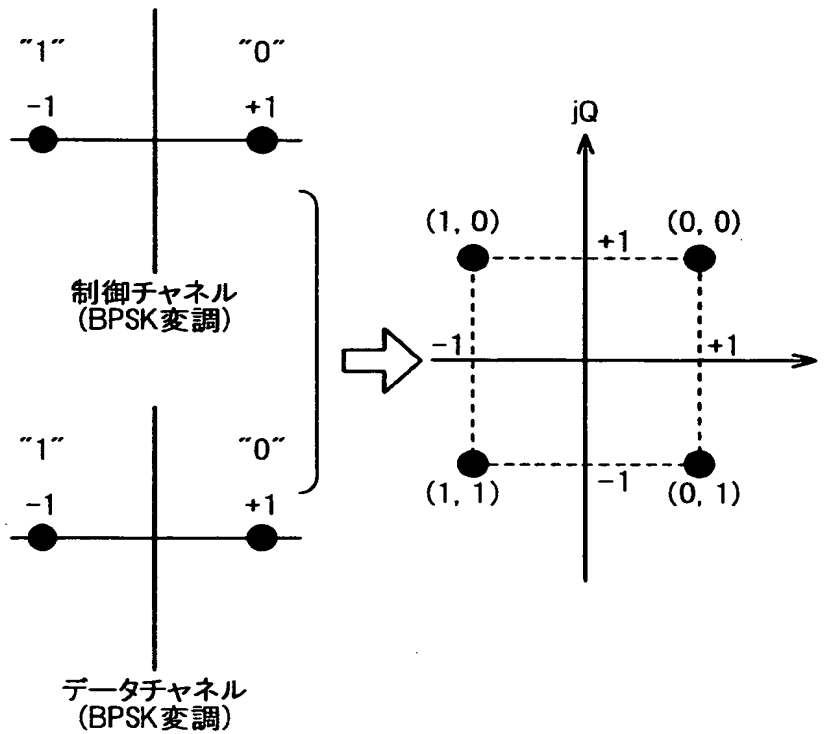 "1" "0"
-1 +1
制御チャネル
(BPSK変調)
"1" "0"
-1 +1
データチャネル
(BPSK変調)
jQ
(1, 0) (0, 0)
+1
-1 +1
(1, 1) -1 (0, 1)